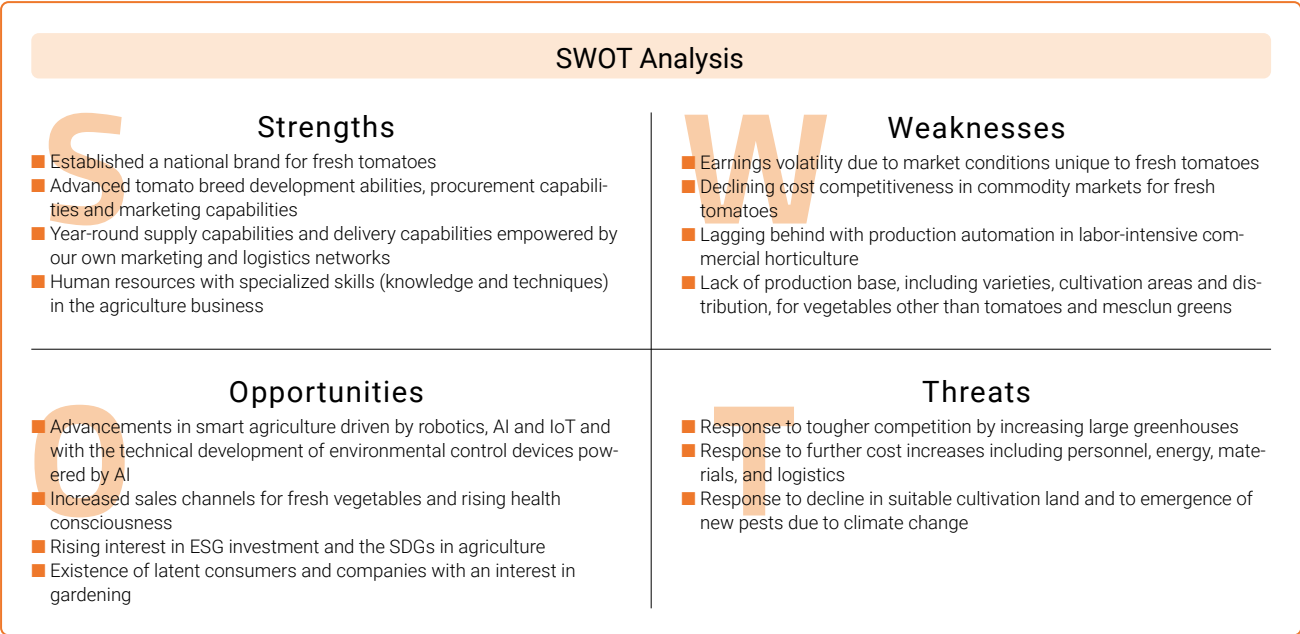 SWOT Analysis
S
Strengths
■ Established a national brand for fresh tomatoes
■ Advanced tomato breed development abilities, procurement capabili-
ties and marketing capabilities
■ Year-round supply capabilities and delivery capabilities empowered by
our own marketing and logistics networks
■ Human resources with specialized skills (knowledge and techniques)
in the agriculture business
W
Weaknesses
■ Earnings volatility due to market conditions unique to fresh tomatoes
■ Declining cost competitiveness in commodity markets for fresh
tomatoes
■ Lagging behind with production automation in labor-intensive com-
mercial horticulture
■ Lack of production base, including varieties, cultivation areas and dis-
tribution, for vegetables other than tomatoes and mesclun greens
O
Opportunities
■ Advancements in smart agriculture driven by robotics, AI and IoT and
with the technical development of environmental control devices pow-
ered by AI
■ Increased sales channels for fresh vegetables and rising health
consciousness
■ Rising interest in ESG investment and the SDGs in agriculture
■ Existence of latent consumers and companies with an interest in
gardening
T
Threats
■ Response to tougher competition by increasing large greenhouses
■ Response to further cost increases including personnel, energy, mate-
rials, and logistics
■ Response to decline in suitable cultivation land and to emergence of
new pests due to climate change